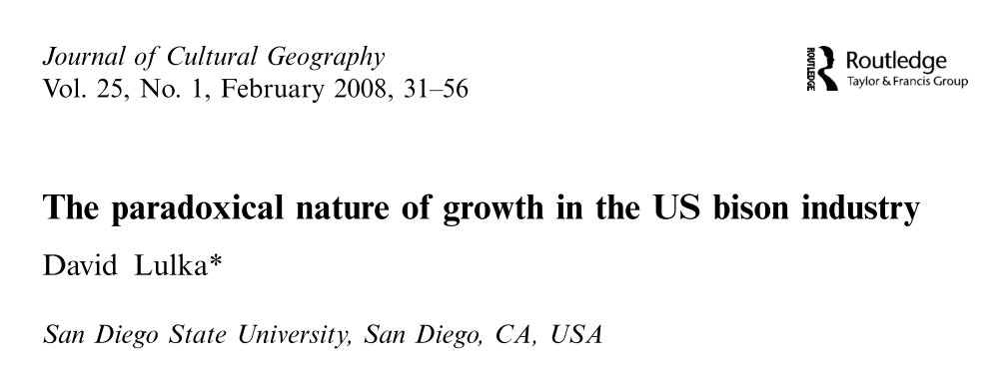 Journal of Cultural Geography
Vol. 25, No. 1, February 2008, 31–56
ROUTLEDGE
Routledge
Taylor & Francis Group
The paradoxical nature of growth in the US bison industry
David Lulka*
San Diego State University, San Diego, CA, USA